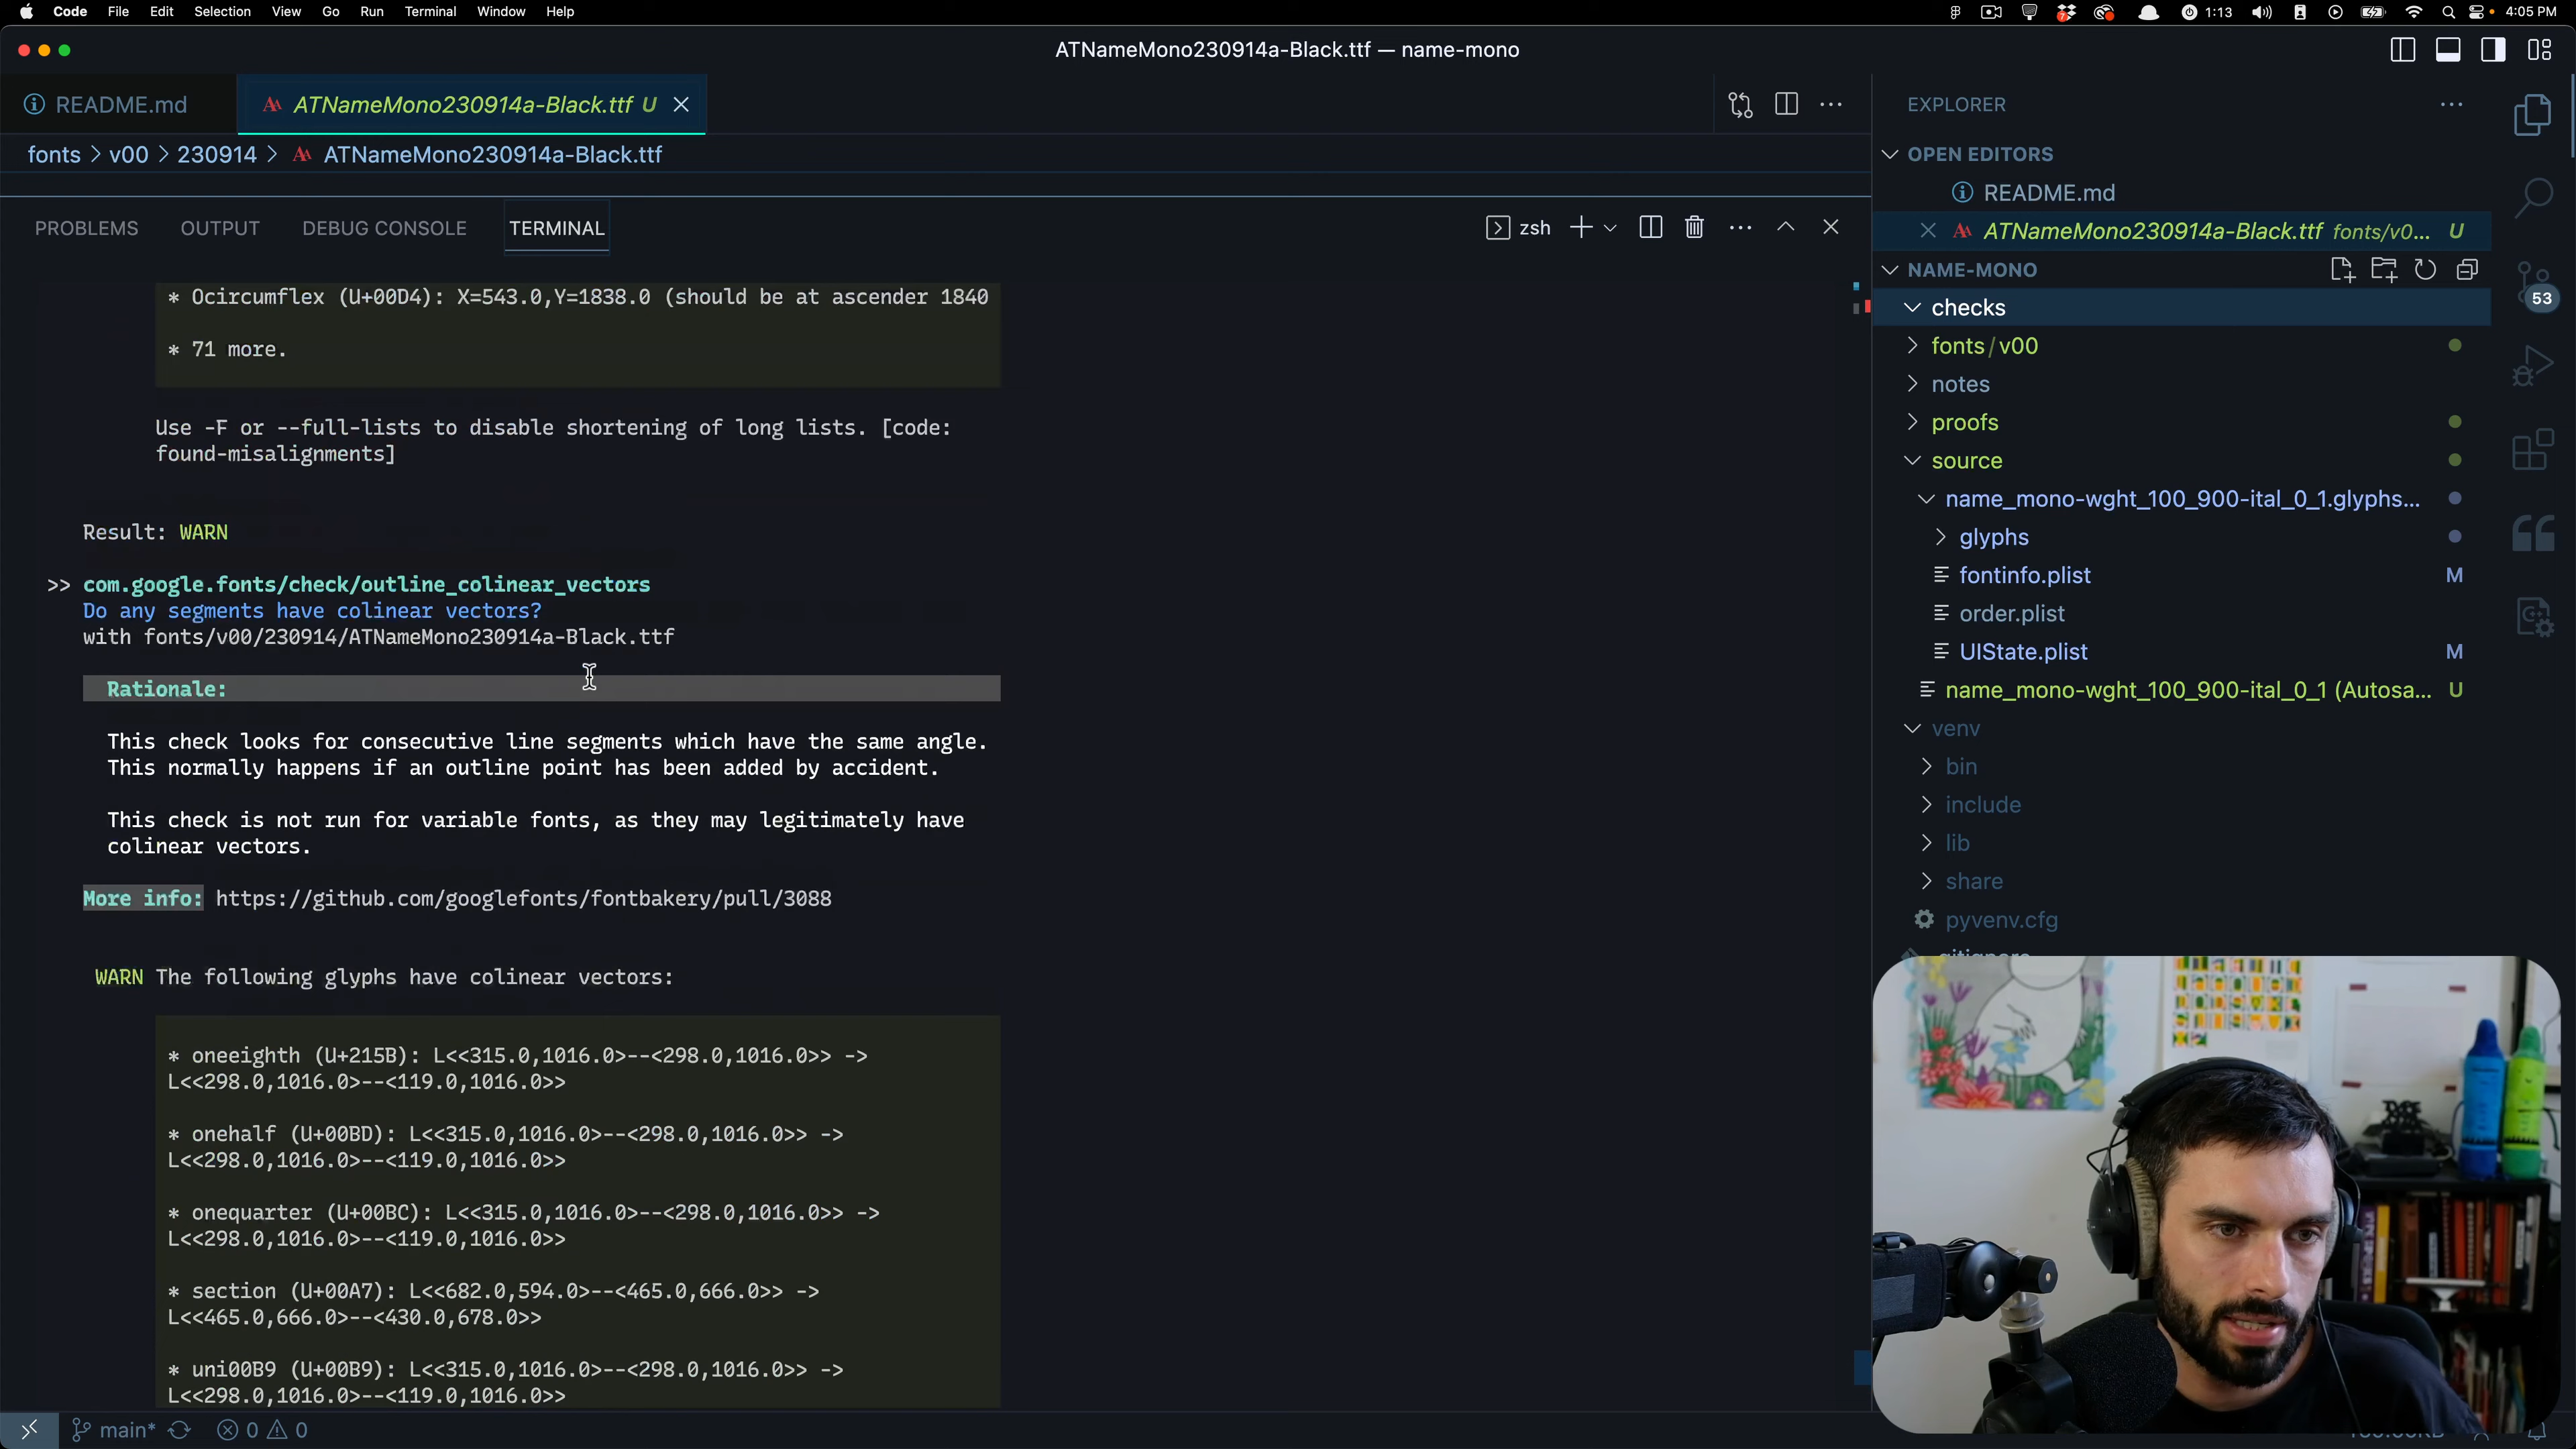 Code File Edit Selection View Go Run Terminal Window Help 1:13 4:05 PM
ATNameMono230914a-Black.ttf — name-mono
README.md
ATNameMono230914a-Black.ttf U
fonts > v00 > 230914 > ATNameMono230914a-Black.ttf
PROBLEMS OUTPUT DEBUG CONSOLE TERMINAL
zsh
* Ocircumflex (U+00D4): X=543.0,Y=1838.0 (should be at ascender 1840
* 71 more.
Use -F or --full-lists to disable shortening of long lists. [code:
found-misalignments]
Result: WARN
>> com.google.fonts/check/outline_colinear_vectors
Do any segments have colinear vectors?
with fonts/v00/230914/ATNameMono230914a-Black.ttf
Rationale:
This check looks for consecutive line segments which have the same angle.
This normally happens if an outline point has been added by accident.
This check is not run for variable fonts, as they may legitimately have
colinear vectors.
More info: https://github.com/googlefonts/fontbakery/pull/3088
WARN The following glyphs have colinear vectors:
* oneeighth (U+215B): L<<315.0,1016.0>--<298.0,1016.0>> ->
L<<298.0,1016.0>--<119.0,1016.0>>
* onehalf (U+00BD): L<<315.0,1016.0>--<298.0,1016.0>> ->
L<<298.0,1016.0>--<119.0,1016.0>>
* onequarter (U+00BC): L<<315.0,1016.0>--<298.0,1016.0>> ->
L<<298.0,1016.0>--<119.0,1016.0>>
* section (U+00A7): L<<682.0,594.0>--<465.0,666.0>> ->
L<<465.0,666.0>--<430.0,678.0>>
* uni00B9 (U+00B9): L<<315.0,1016.0>--<298.0,1016.0>> ->
L<<298.0,1016.0>--<119.0,1016.0>>
main* 0 0
EXPLORER
OPEN EDITORS
README.md
ATNameMono230914a-Black.ttf fonts/v0... U
NAME-MONO
checks
fonts/v00
notes
proofs
source
name_mono-wght_100_900-ital_0_1.glyphs...
glyphs
fontinfo.plist M
order.plist
UIState.plist M
name_mono-wght_100_900-ital_0_1 (Autosa... U
venv
bin
include
lib
share
pyvenv.cfg
53